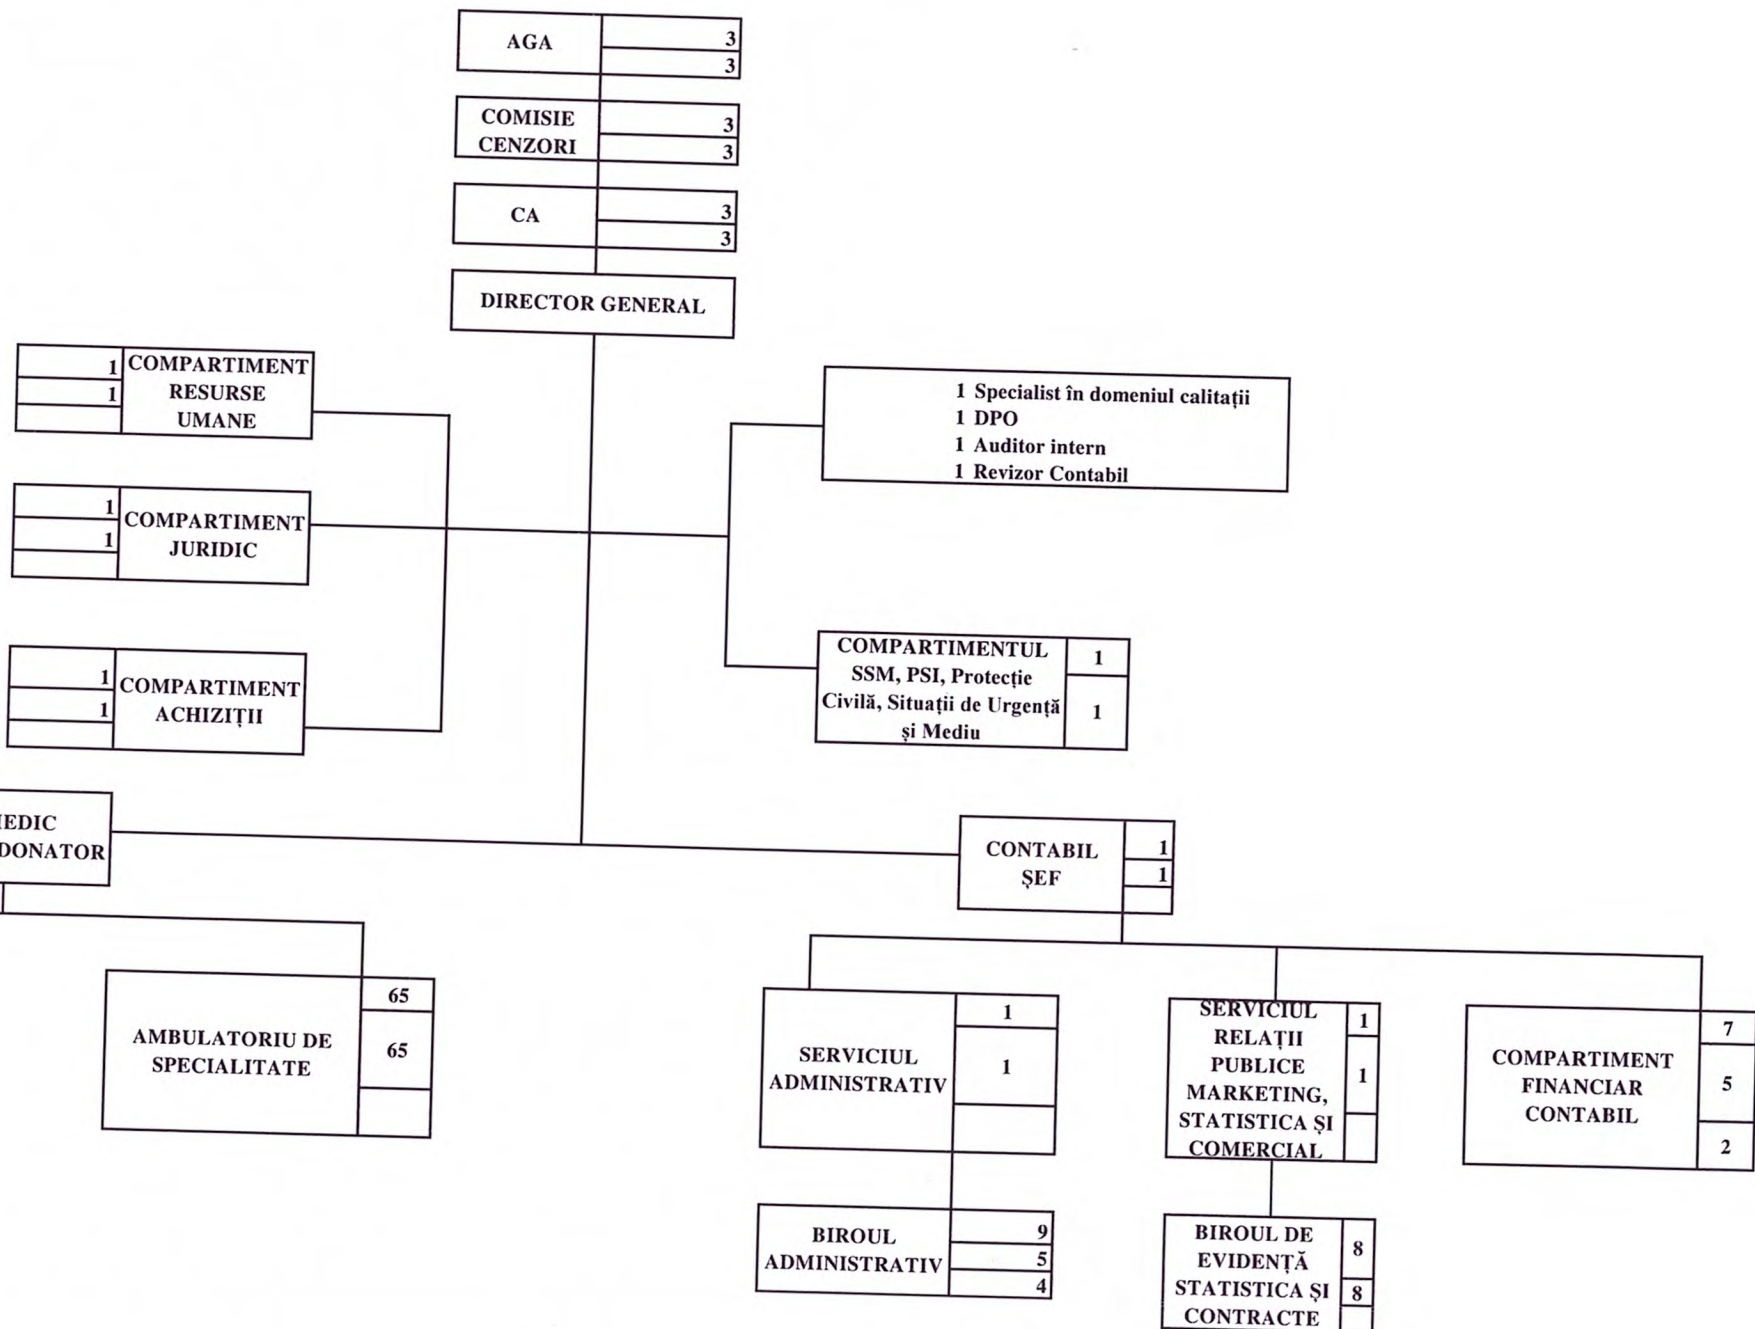 AGA
3
3
COMISIE
CENZORI
3
3
CA
3
3
DIRECTOR GENERAL
1
1
COMPARTIMENT
RESURSE
UMANE
1 Specialist în domeniul calitații
1 DPO
1 Auditor intern
1 Revizor Contabil
1
1
COMPARTIMENT
JURIDIC
1
1
COMPARTIMENT
ACHIZIȚII
COMPARTIMENTUL
SSM, PSI, Protecție
Civilă, Situații de Urgență
și Mediu
1
1
EDIC
DONATOR
CONTABIL
ȘEF
1
1
AMBULATORIU DE
SPECIALITATE
65
65
SERVICIUL
ADMINISTRATIV
1
1
SERVICIUL
RELAȚII
PUBLICE
MARKETING,
STATISTICA ȘI
COMERCIAL
1
1
COMPARTIMENT
FINANCIAR
CONTABIL
7
5
2
BIROUL
ADMINISTRATIV
9
5
4
BIROUL DE
EVIDENȚĂ
STATISTICA ȘI
CONTRACTE
8
8